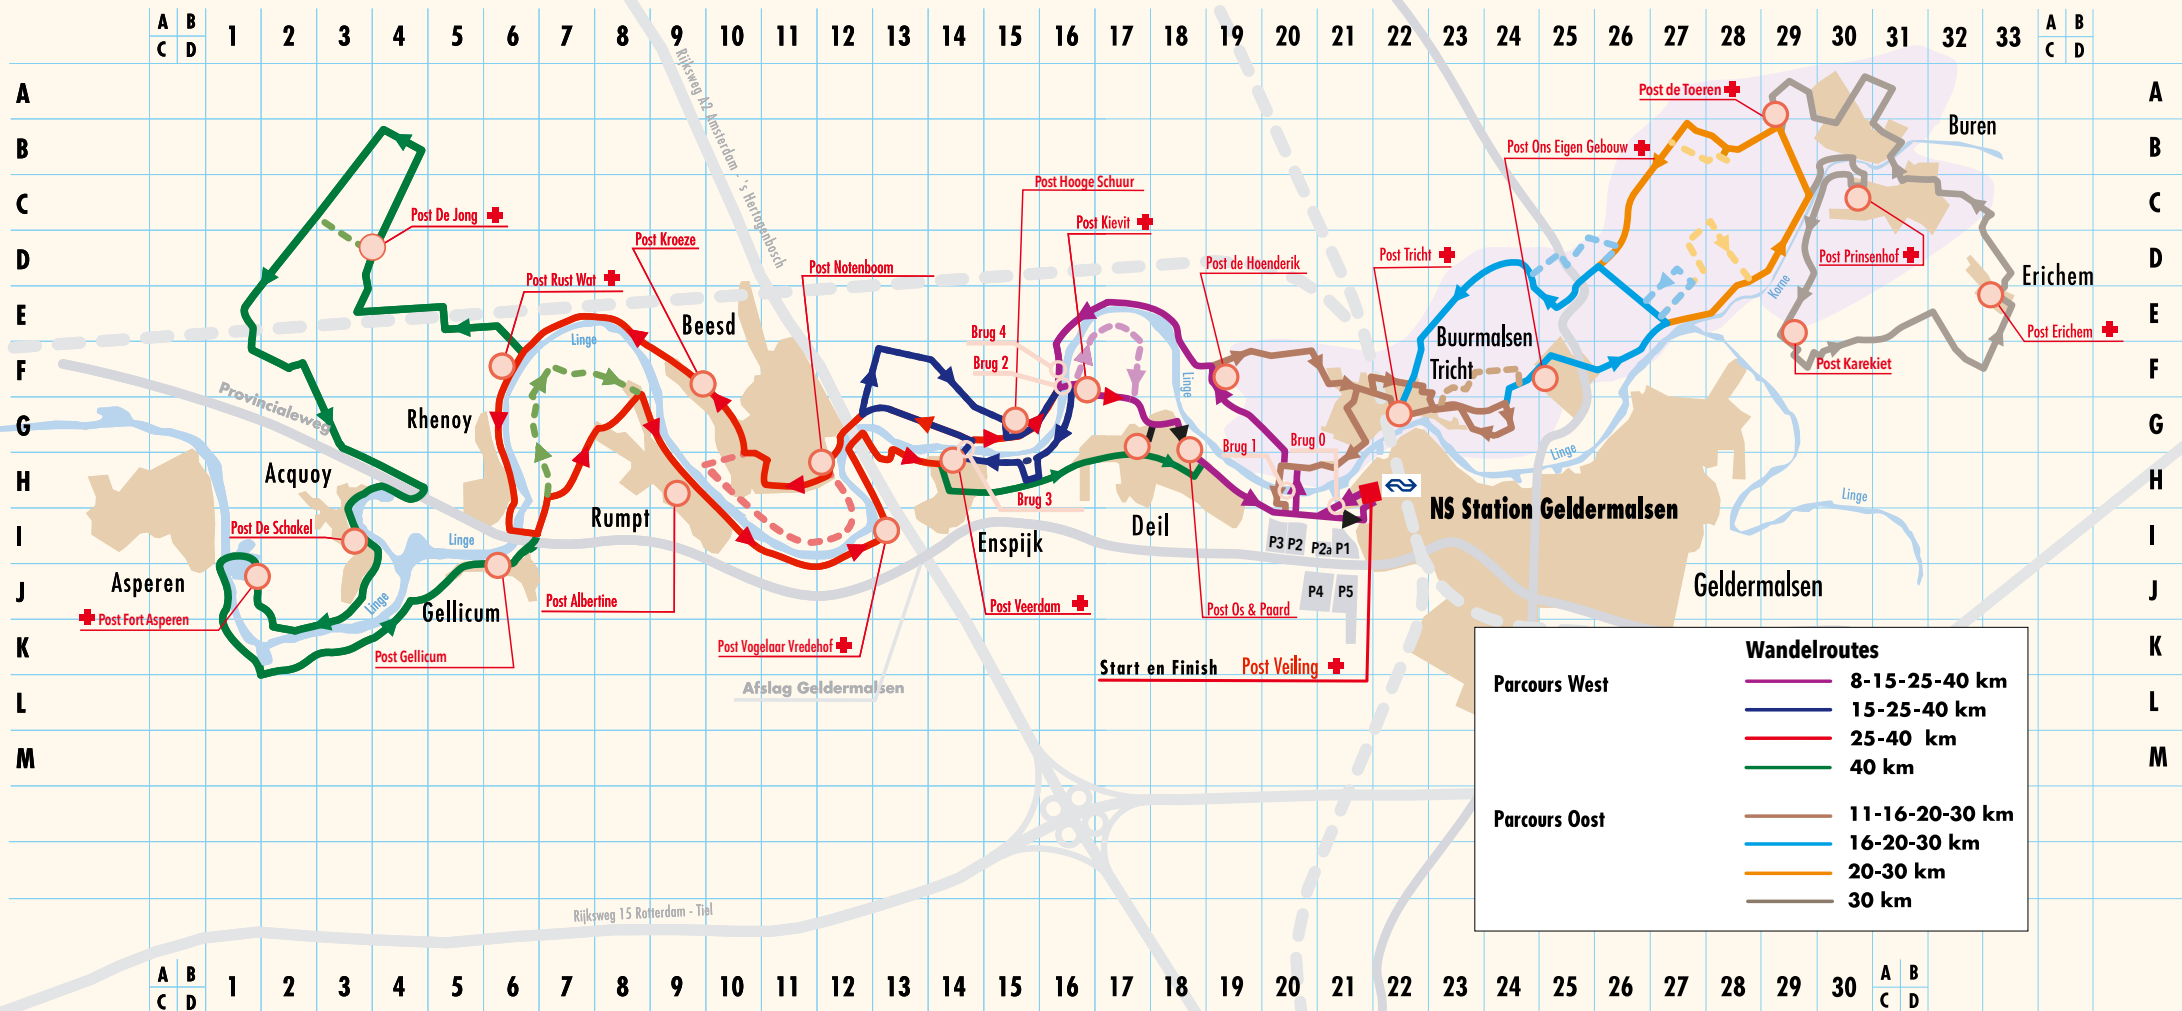 A B
C D
1 2 3 4 5 6 7 8 9 10 11 12 13 14 15 16 17 18 19 20 21 22 23 24 25 26 27 28 29 30 31 32 33
A B
C D
A A
B B
C C
D D
E E
F F
G G
H H
I I
J J
K K
L L
M M
Rijksweg A2 Amsterdam - 's Hertogenbosch
Post de Toeren
Buren
Post Ons Eigen Gebouw
Post Hooge Schuur
Post De Jong
Post Kievit
Post Kroeze
Post Notenboom
Post de Hoenderik
Post Tricht
Post Prinsenhof
Erichem
Post Rust Wat
Korne
Beesd
Linge
Brug 4
Brug 2
Buurmalsen
Tricht
Post Erichem
Post Karekiet
Provincialeweg
Linge
Rhenoy
Brug 1
Brug 0
Linge
Acquoy
Brug 3
Linge
NS Station Geldermalsen
Rumpt
Deil
Post De Schakel
Linge
Enspijk
P3 P2 P2a P1
Asperen
P4 P5
Geldermalsen
Linge
Gellicum
Post Albertine
Post Veerdam
Post Os & Paard
Post Fort Asperen
Post Gellicum
Post Vogelaar Vredehof
Start en Finish Post Veiling
Afslag Geldermalsen
Wandelroutes
Parcours West
8-15-25-40 km
15-25-40 km
25-40 km
40 km
Parcours Oost
11-16-20-30 km
16-20-30 km
20-30 km
30 km
Rijksweg 15 Rotterdam - Tiel
A B
C D
1 2 3 4 5 6 7 8 9 10 11 12 13 14 15 16 17 18 19 20 21 22 23 24 25 26 27 28 29 30
A B
C D